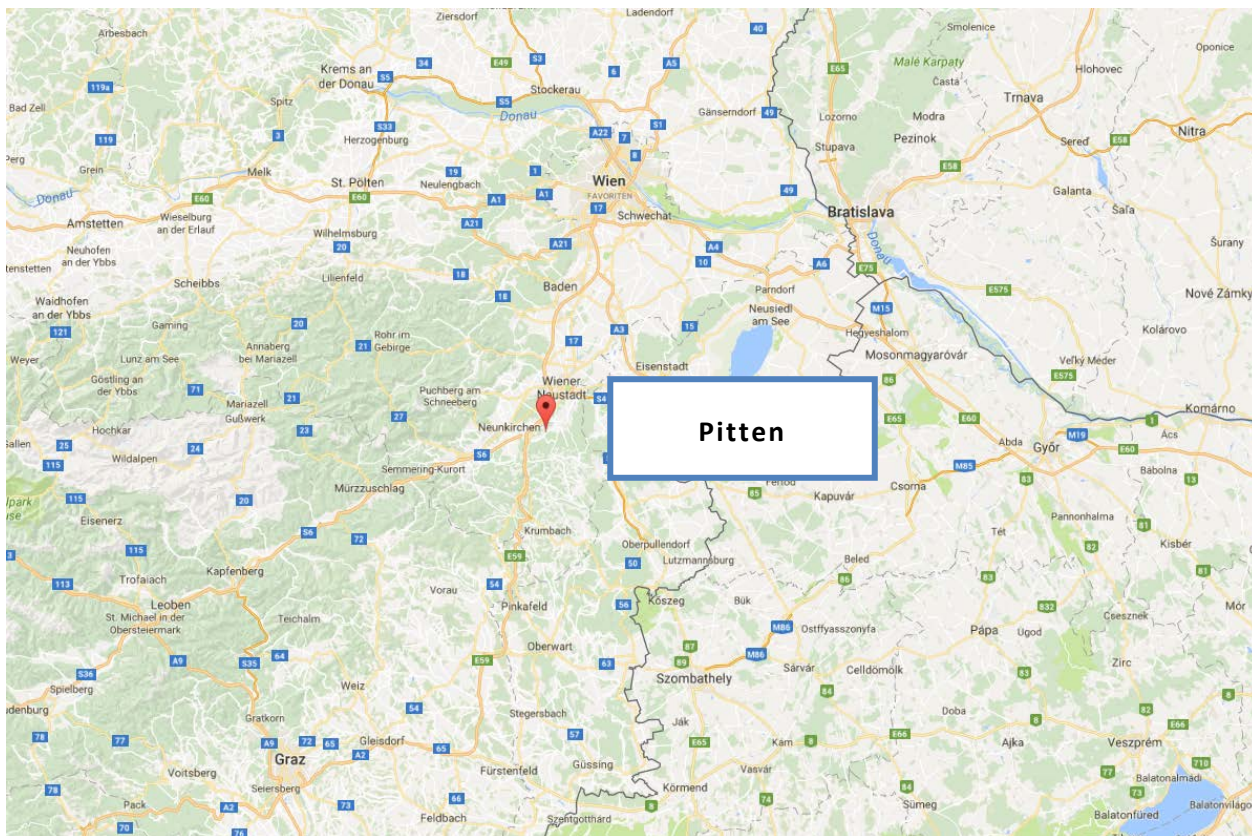 Arbesbach
Ziersdorf
Ladendorf
Smolenice
Oponice
Malé Karpaty
Hlohovec
Častá
Krems an
der Donau
Stockerau
Donau
Gänserndorf
Lozorno
Modra
Trnava
Bad Zell
Spitz
Herzogenburg
Stupava
Pezinok
Sereď
Nitra
Perg
Grein
Melk
St. Pölten
Neulengbach
Wien
FAVORITEN
Schwechat
Bratislava
Galanta
Šaľa
Donau
Amstetten
Wieselburg
an der Erlauf
Wilhelmsburg
Donau
Šurany
Neuhofen
an der Ybbs
Scheibbs
Lilienfeld
Baden
Parndorf
Neusiedl
am See
Nové Zámky
Waidhofen
an der Ybbs
Gaming
Annaberg
bei Mariazell
Rohr im
Gebirge
Hegyeshalom
Kolárovo
Weyer
Lunz am See
Eisenstadt
Mosonmagyaróvár
Veľký Meder
Göstling an
der Ybbs
Mariazell
Gußwerk
Puchberg am
Schneeberg
Wiener
Neustadt
Komárno
Hochkar
Neunkirchen
Pitten
Abda
Győr
Ács
Wildalpen
Semmering-Kurort
Bábolna
Mürzzuschlag
Kapuvár
Csorna
Eisenerz
Pannonhalma
Krumbach
Oberpullendorf
Lutzmannsburg
Beled
Tét
Kisbér
Trofaiach
Kapfenberg
Vorau
Pinkafeld
Kőszeg
Bük
Leoben
St. Michael in der
Obersteiermark
Teichalm
Ostffyasszonyfa
Pápa
Ugod
Csesznek
Mór
Oberwart
Szombathely
Sárvár
Celldömölk
Zirc
Spielberg
Weiz
Stegersbach
Gratkorn
Ják
Doba
Graz
Gleisdorf
Güssing
Kám
Ajka
Veszprém
Voitsberg
Seiersberg
Fürstenfeld
Körmend
Vasvár
Balatonalmádi
Pack
Feldbach
Szentgotthárd
Sümeg
Balatonfüred